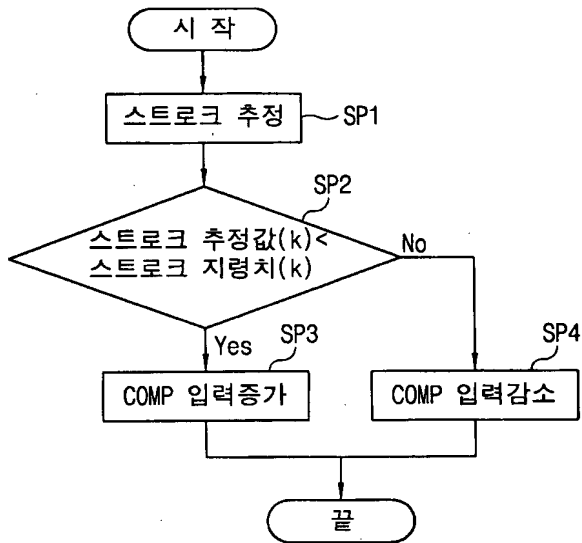 시 작
스트로크 추정
SP1
SP2
스트로크 추정값(k)<
스트로크 지령치(k)
No
Yes
SP3
SP4
COMP 입력증가
COMP 입력감소
끝